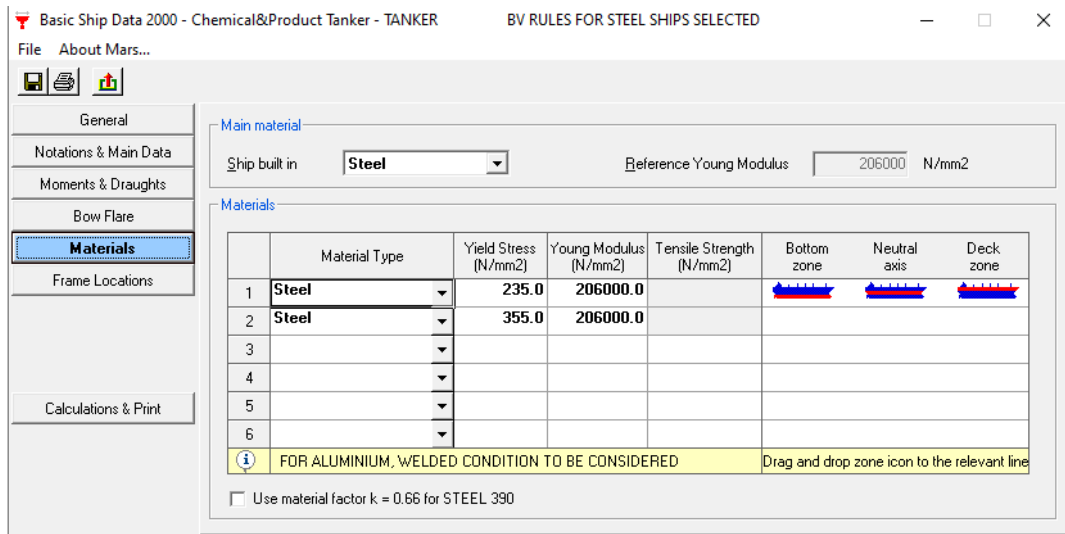 Basic Ship Data 2000 - Chemical&Product Tanker - TANKER BV RULES FOR STEEL SHIPS SELECTED
File About Mars...
General
Notations & Main Data
Moments & Draughts
Bow Flare
Materials
Frame Locations
Calculations & Print
Main material
Ship built in Steel Reference Young Modulus 206000 N/mm2
Materials
Material Type Yield Stress (N/mm2) Young Modulus (N/mm2) Tensile Strength (N/mm2) Bottom zone Neutral axis Deck zone
1 Steel 235.0 206000.0
2 Steel 355.0 206000.0
3
4
5
6
FOR ALUMINIUM, WELDED CONDITION TO BE CONSIDERED Drag and drop zone icon to the relevant line
Use material factor k = 0.66 for STEEL 390